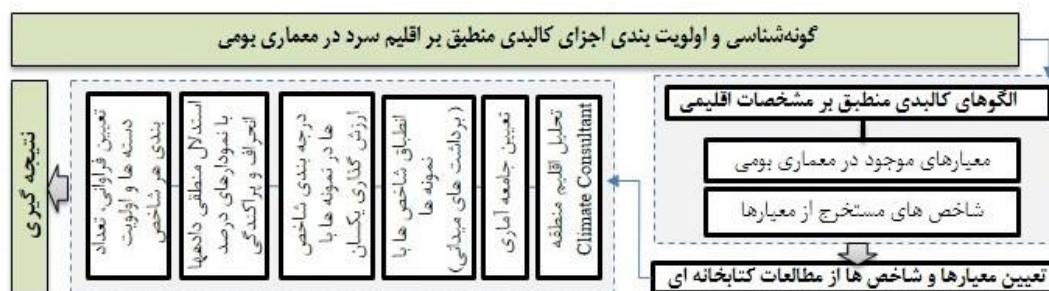 گونه‌شناسی و اولویت بندی اجزای کالبدی منطبق بر اقلیم سرد در معماری بومی
الگوهای کالبدی منطبق بر مشخصات اقلیمی
معیارهای موجود در معماری بومی
شاخص های مستخرج از معیارها
تعیین معیارها و شاخص ها از مطالعات کتابخانه ای
تحلیل اقلیم منطقه
Climate Consultant
تعیین جامعه آماری
انطباق شاخص ها با
نمونه ها
(برداشت های میدانی)
درجه بندی شاخص
ها در نمونه ها با
ارزش گذاری یکسان
استدلال منطقی دادهها
با نمودارهای درصد
انحراف و پراکندگی
تعیین فراوانی، تعداد
دسته ها و اولویت
بندی هر شاخص
نتیجه گیری